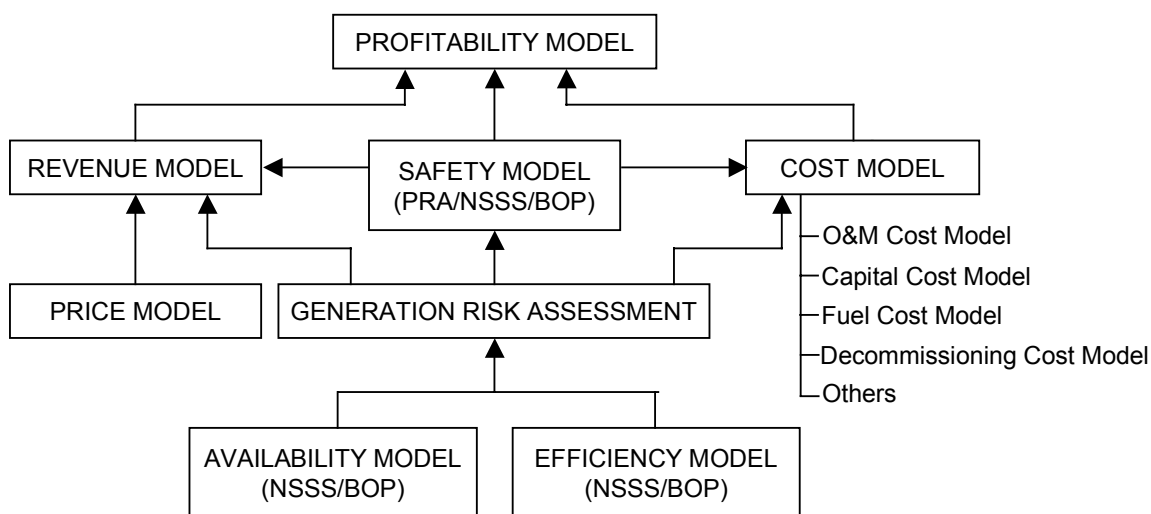 PROFITABILITY MODEL
REVENUE MODEL
SAFETY MODEL
(PRA/NSSS/BOP)
COST MODEL
O&M Cost Model
Capital Cost Model
Fuel Cost Model
Decommissioning Cost Model
Others
PRICE MODEL
GENERATION RISK ASSESSMENT
AVAILABILITY MODEL
(NSSS/BOP)
EFFICIENCY MODEL
(NSSS/BOP)